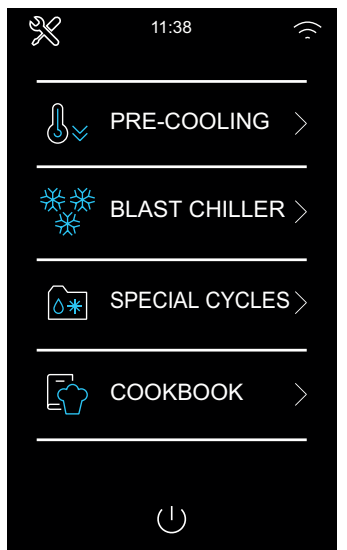 11:38
PRE-COOLING
BLAST CHILLER
SPECIAL CYCLES
COOKBOOK